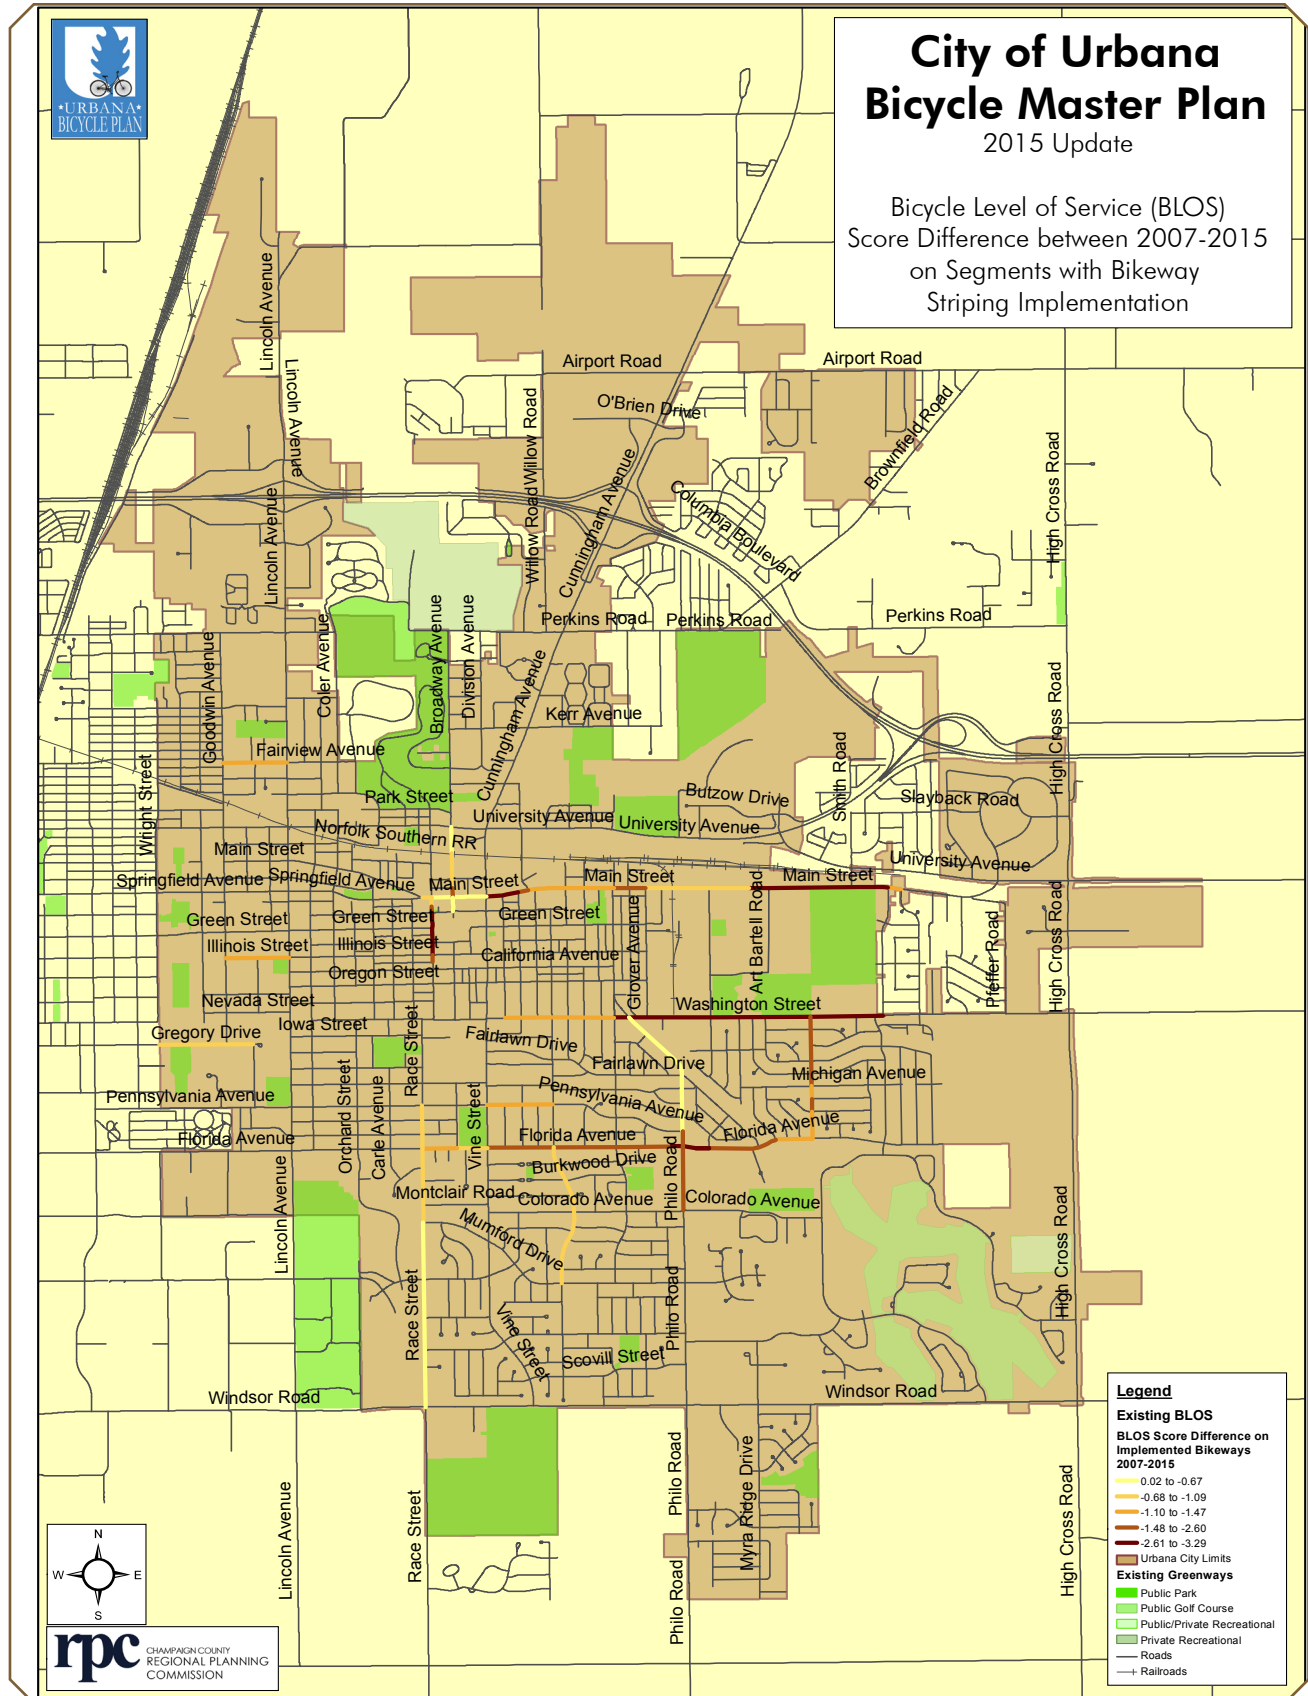 City of Urbana
Bicycle Master Plan
2015 Update
Bicycle Level of Service (BLOS)
Score Difference between 2007-2015
on Segments with Bikeway
Striping Implementation
U
★URBANA★
BICYCLE PLAN
Lincoln Avenue
Lincoln Avenue
Airport Road
Airport Road
O'Brien Drive
Willow Road
Willow Road
Cunningham Avenue
Brownfield Road
High Cross Road
Columbia Boulevard
Lincoln Avenue
Perkins Road
Perkins Road
Perkins Road
Goodwin Avenue
Coler Avenue
Broadway Avenue
Division Avenue
Cunningham Avenue
Kerr Avenue
High Cross Road
Fairview Avenue
Wright Street
Park Street
Butzow Drive
Smith Road
Slayback Road
University Avenue
University Avenue
Norfolk Southern RR
Main Street
University Avenue
Springfield Avenue
Springfield Avenue
Main Street
Main Street
Main Street
Green Street
Green Street
Green Street
Glover Avenue
Art Bartell Road
Pfeffer Road
High Cross Road
Illinois Street
Illinois Street
California Avenue
Oregon Street
Nevada Street
Washington Street
Iowa Street
Gregory Drive
Race Street
Fairlawn Drive
Fairlawn Drive
Michigan Avenue
Orchard Street
Carle Avenue
Pennsylvania Avenue
Pennsylvania Avenue
Vine Street
Florida Avenue
Florida Avenue
Florida Avenue
Burkwood Drive
Philo Road
Lincoln Avenue
Montclair Road
Colorado Avenue
Colorado Avenue
High Cross Road
Mumford Drive
Race Street
Philo Road
Vine Street
Scovill Street
Windsor Road
Windsor Road
Lincoln Avenue
Race Street
Philo Road
Myra Ridge Drive
High Cross Road
Philo Road
Legend
Existing BLOS
BLOS Score Difference on
Implemented Bikeways
2007-2015
0.02 to -0.67
-0.68 to -1.09
-1.10 to -1.47
-1.48 to -2.60
-2.61 to -3.29
Urbana City Limits
Existing Greenways
Public Park
Public Golf Course
Public/Private Recreational
Private Recreational
Roads
Railroads
N
W
E
S
rpc
CHAMPAIGN COUNTY
REGIONAL PLANNING
COMMISSION